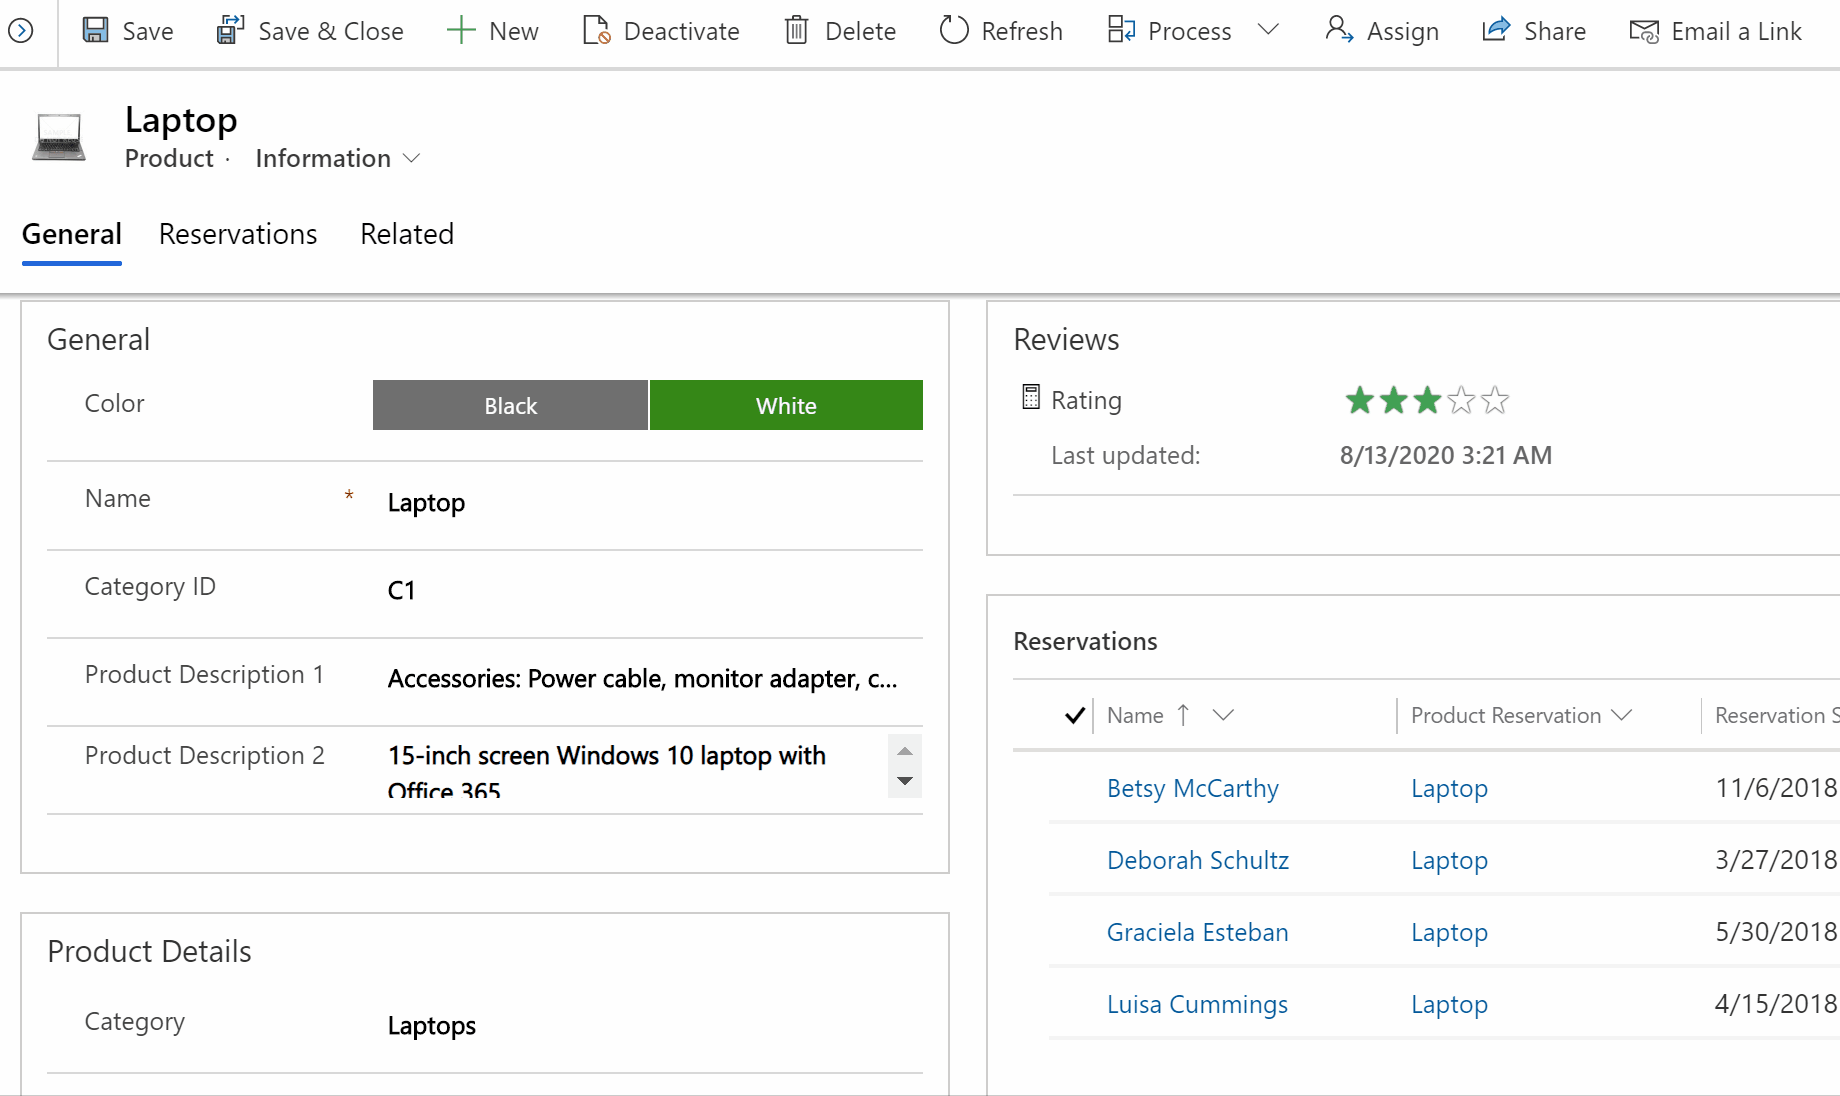 Save
Save & Close
New
Deactivate
Delete
Refresh
Process
Assign
Share
Email a Link
Laptop
Product · Information
General
Reservations
Related
General
Color
Black
White
Name
*
Laptop
Category ID
C1
Product Description 1
Accessories: Power cable, monitor adapter, c...
Product Description 2
15-inch screen Windows 10 laptop with
Office 365
Product Details
Category
Laptops
Reviews
Rating
Last updated:
8/13/2020 3:21 AM
Reservations
Name
Product Reservation
Reservation S
Betsy McCarthy
Laptop
11/6/2018
Deborah Schultz
Laptop
3/27/2018
Graciela Esteban
Laptop
5/30/2018
Luisa Cummings
Laptop
4/15/2018